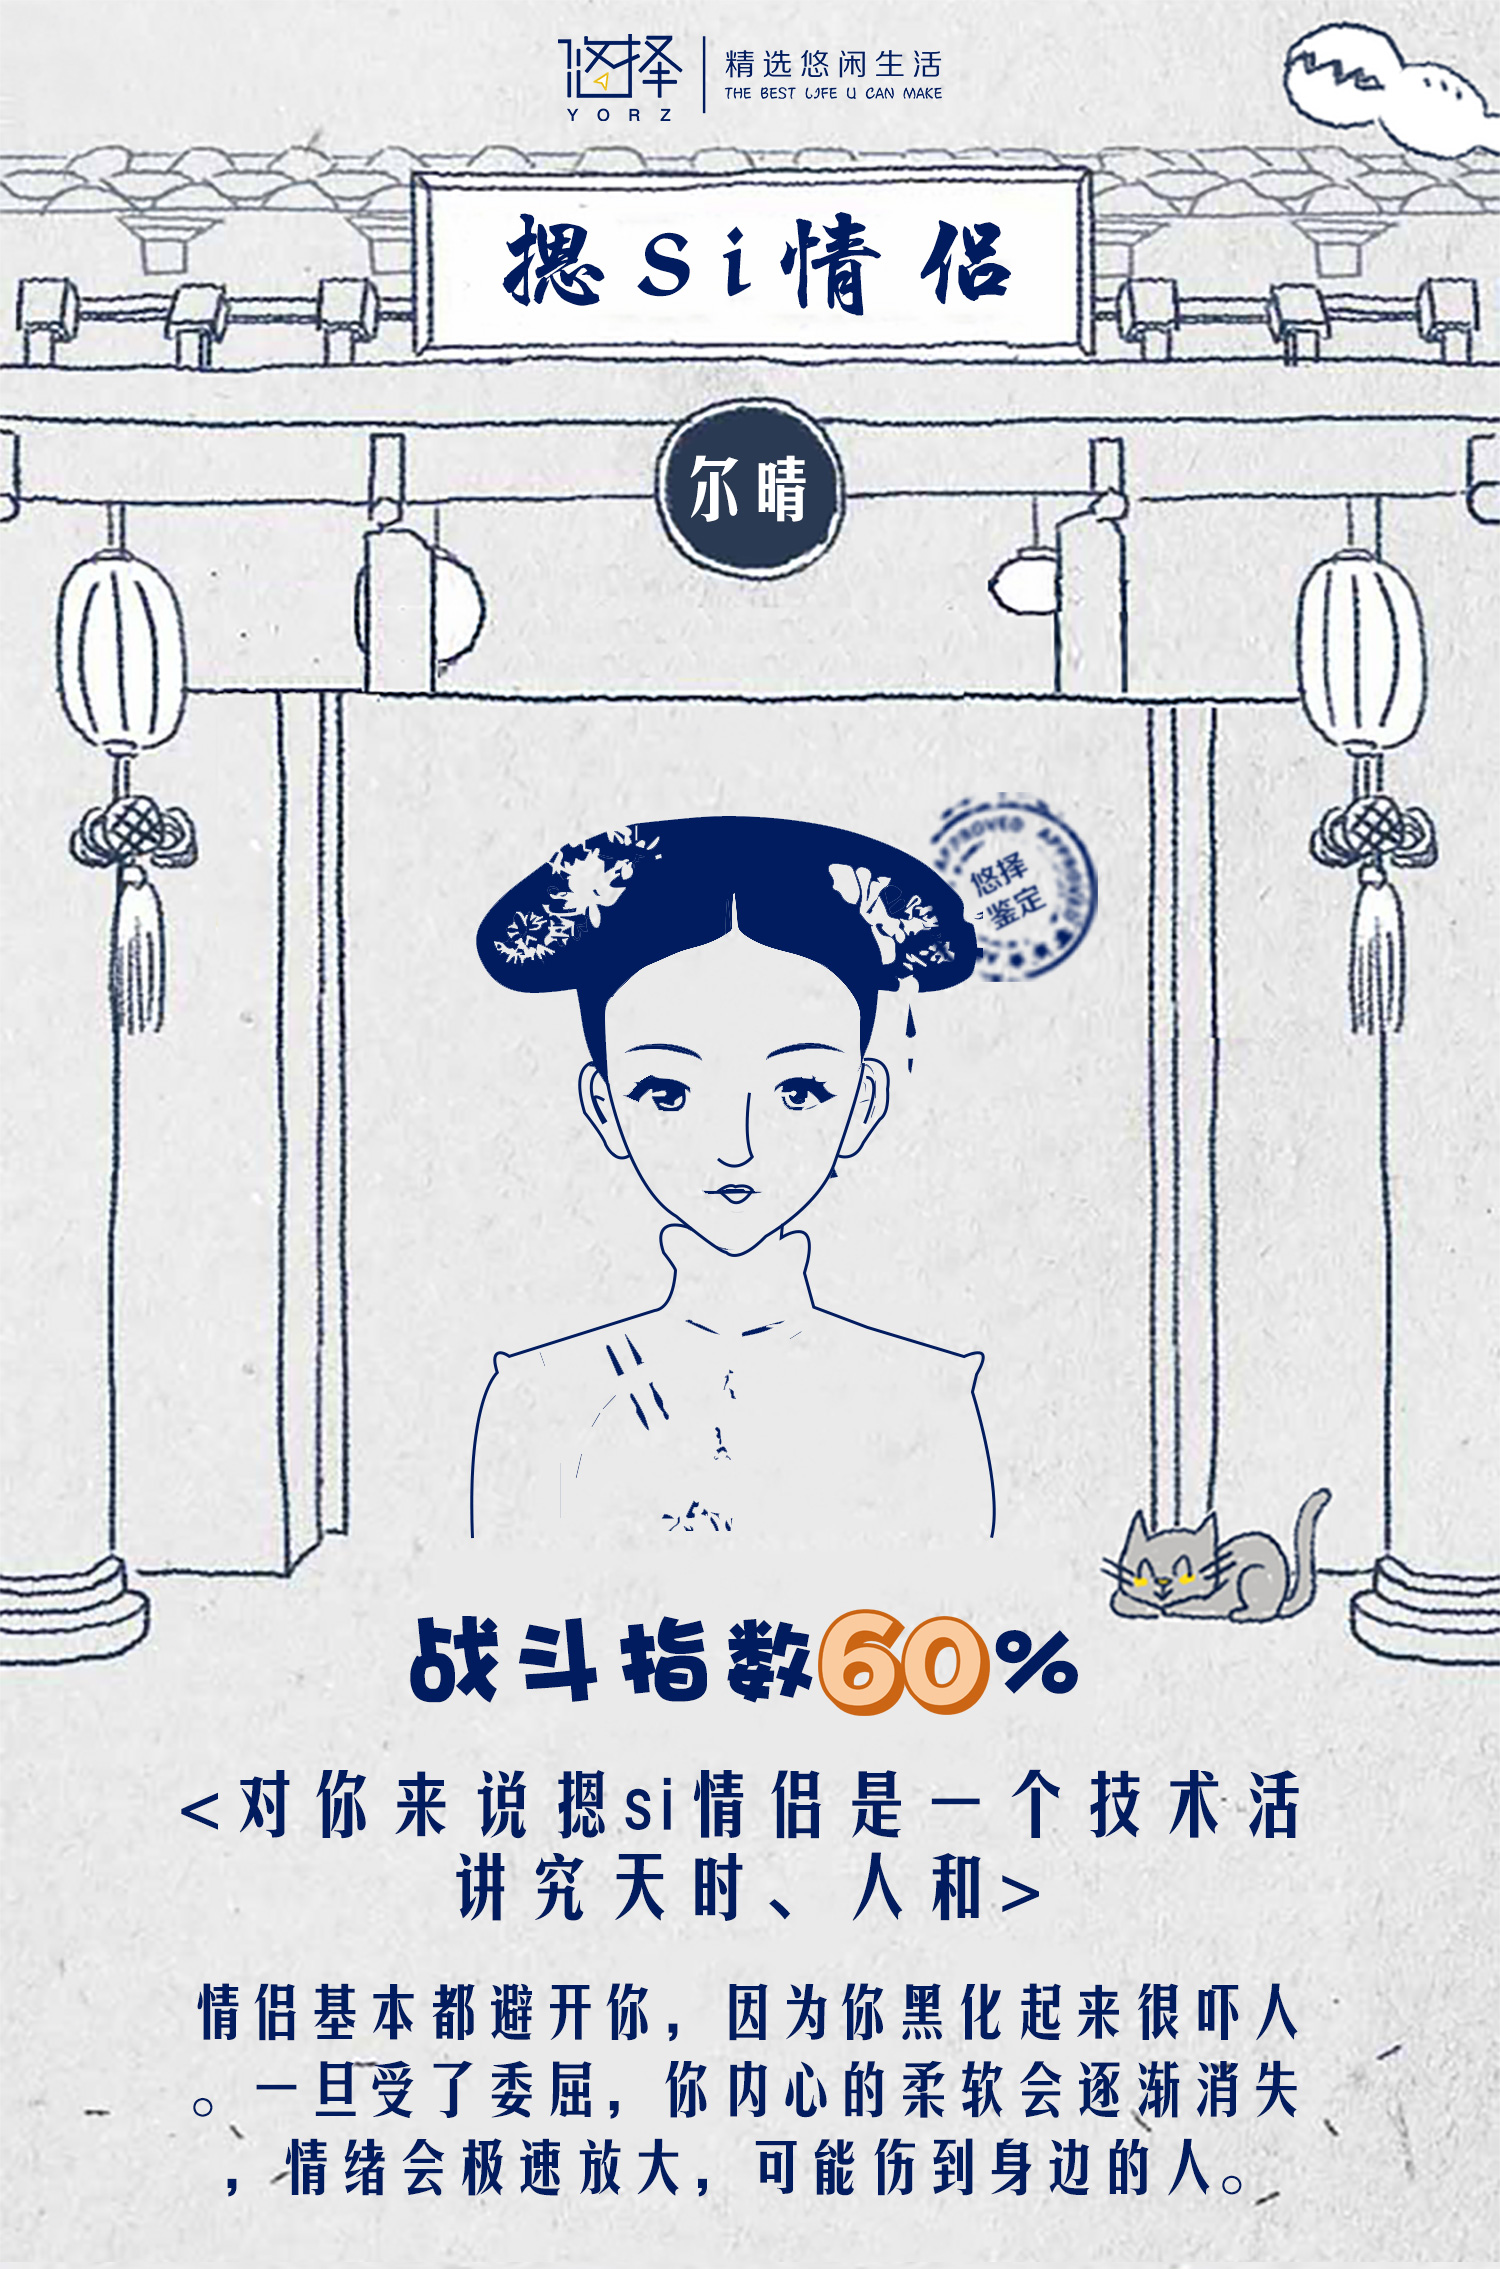 悠择
YORZ
精选悠闲生活
THE BEST LIFE U CAN MAKE
摁Si情侣
尔晴
APPROVED APPROVED
悠择
鉴定
战斗指数60%
<对你来说摁si情侣是一个技术活
讲究天时、人和>
情侣基本都避开你，因为你黑化起来很吓人
。一旦受了委屈，你内心的柔软会逐渐消失
，情绪会极速放大，可能伤到身边的人。